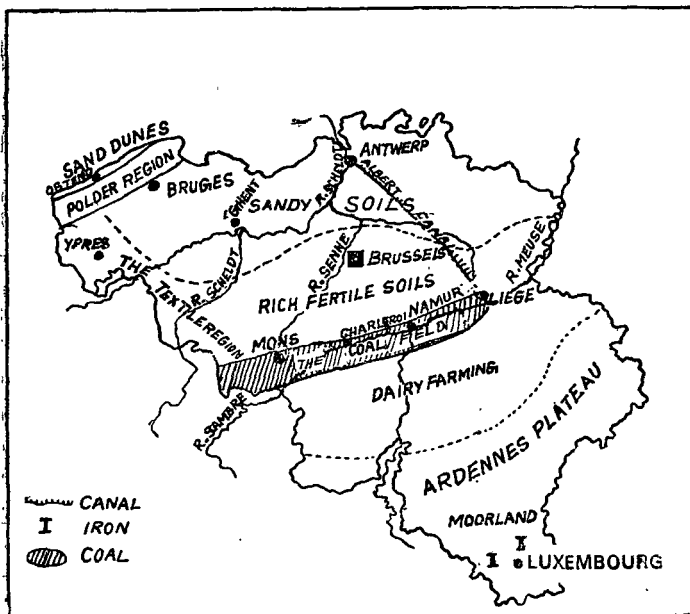 SAND DUNES
OSTEND
POLDER REGION
BRUGES
YPRES
GHENT
SANDY SOILS
ANTWERP
R. SCHELDT
ALBERT CANAL
R. MEUSE
THE TEXTILE REGION
R. SCHELDT
R. SENNE
BRUSSELS
RICH FERTILE SOILS
MONS
CHARLEROI
NAMUR
LIEGE
THE COAL FIELD
R. SAMBRE
DAIRY FARMING
ARDENNES PLATEAU
MOORLAND
I
I LUXEMBOURG
CANAL
I IRON
COAL